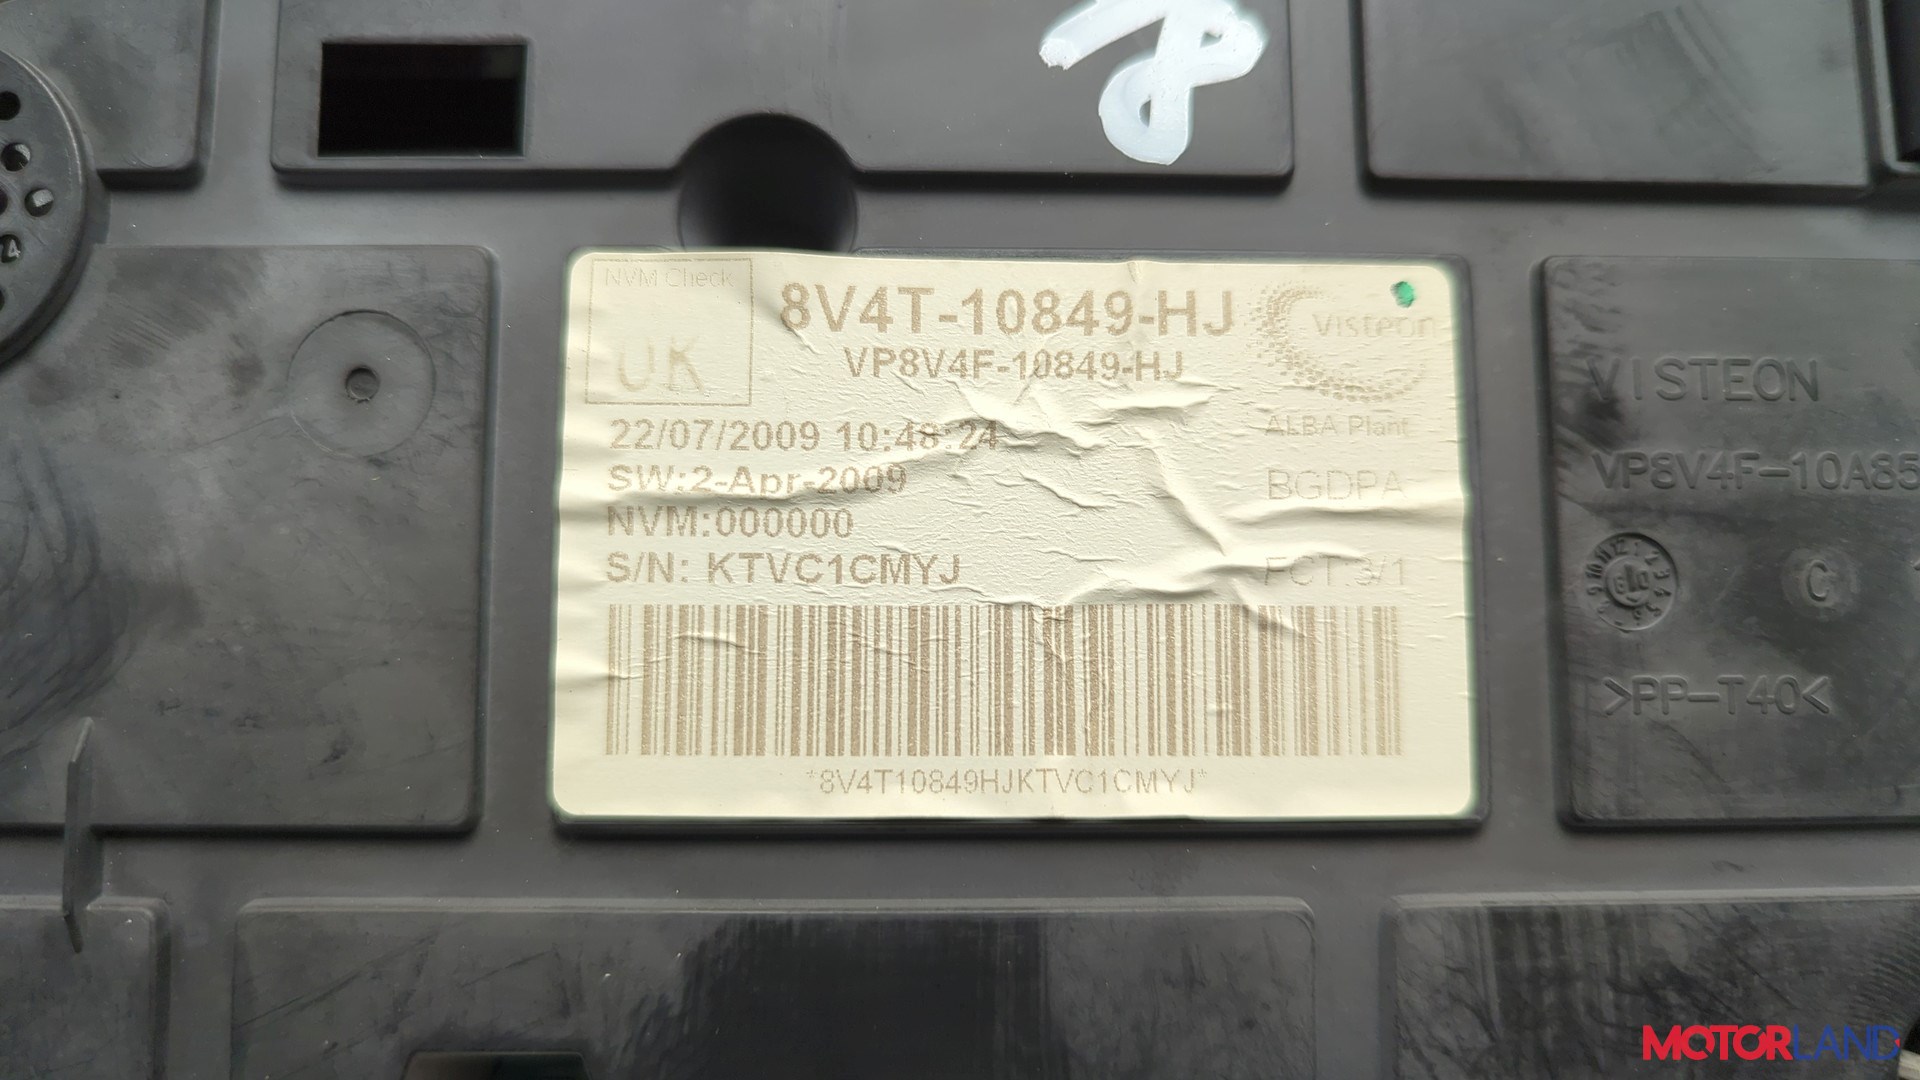 8
NVM Check
UK
8V4T-10849-HJ
VP8V4F-10849-HJ
Visteon
ALBA Plant
22/07/2009 10:48:24
SW:2-Apr-2009
BGDPA
NVM:000000
S/N: KTVC1CMYJ
FCT:3/1
*8V4T10849HJKTVC1CMYJ*
VISTEON
VP8V4F-10A85
C
>PP-T40<
MOTORLAND